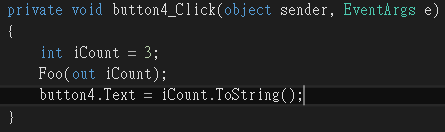 private void button4_Click(object sender, EventArgs e)
{
int iCount = 3;
Foo(out iCount);
button4.Text = iCount.ToString();
}